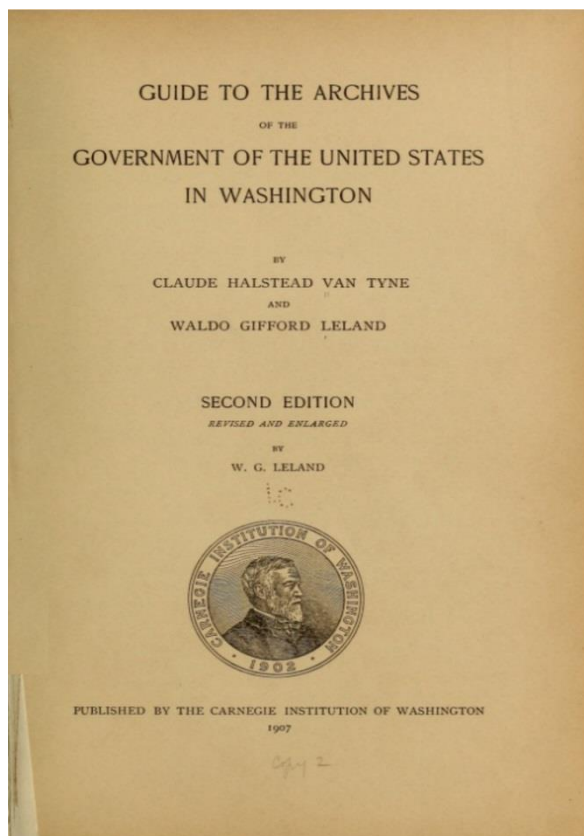 GUIDE TO THE ARCHIVES
OF THE
GOVERNMENT OF THE UNITED STATES
IN WASHINGTON
BY
CLAUDE HALSTEAD VAN TYNE
AND
WALDO GIFFORD LELAND
SECOND EDITION
REVISED AND ENLARGED
BY
W. G. LELAND
LC
CARNEGIE INSTITUTION OF WASHINGTON
1902
PUBLISHED BY THE CARNEGIE INSTITUTION OF WASHINGTON
1907
Copy 2